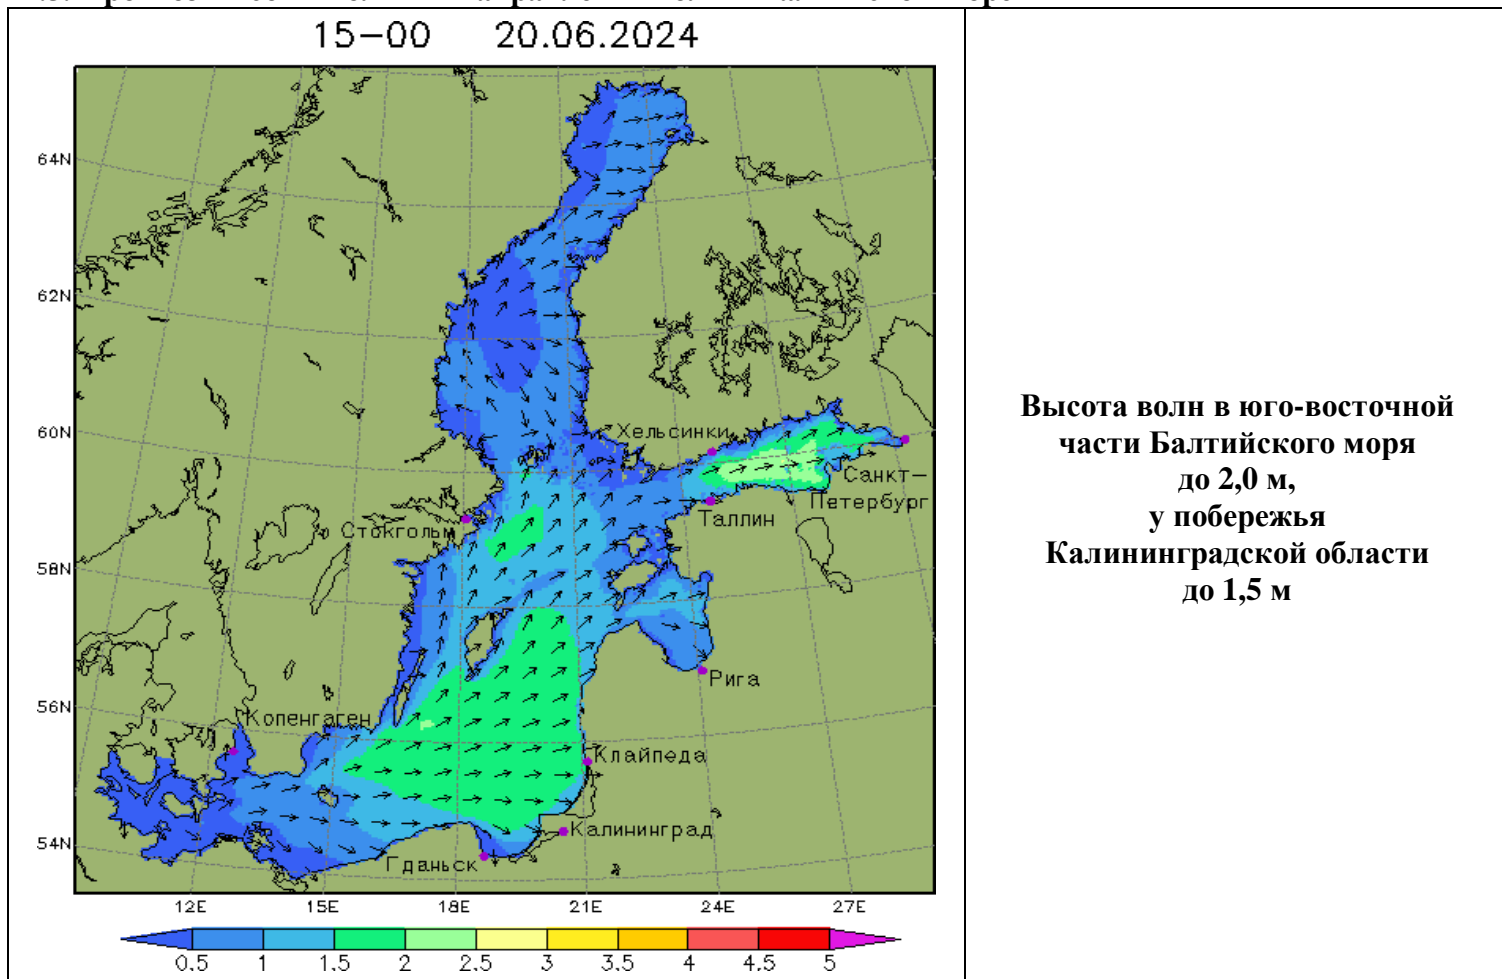 15-00 20.06.2024
64N
62N
60N
58N
56N
54N
Хельсинки
Санкт-
Петербург
Таллин
Стокгольм
Рига
Копенгаген
Клайпеда
Калининград
Гданьск
12E 15E 18E 21E 24E 27E
0.5 1 1.5 2 2.5 3 3.5 4 4.5 5
Высота волн в юго-восточной
части Балтийского моря
до 2,0 м,
у побережья
Калининградской области
до 1,5 м